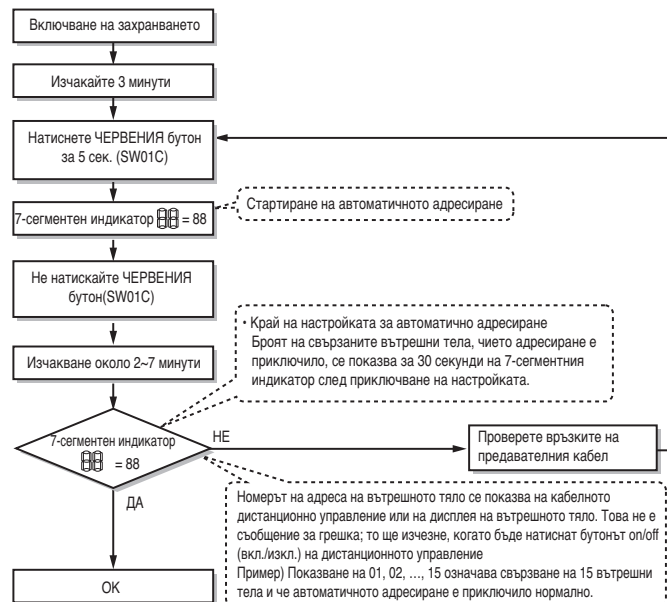 Включване на захранването
Изчакайте 3 минути
Натиснете ЧЕРВЕНИЯ бутон
за 5 сек. (SW01C)
7-сегментен индикатор 88 = 88
Стартиране на автоматичното адресиране
Не натискайте ЧЕРВЕНИЯ
бутон(SW01C)
• Край на настройката за автоматично адресиране
Броят на свързаните вътрешни тела, чието адресиране е
приключило, се показва за 30 секунди на 7-сегментния
индикатор след приключване на настройката.
Изчакване около 2~7 минути
7-сегментен индикатор
88 = 88
НЕ
Проверете връзките на
предавателния кабел
ДА
Номерът на адреса на вътрешното тяло се показва на кабелното
дистанционно управление или на дисплея на вътрешното тяло. Това не е
съобщение за грешка; то ще изчезне, когато бъде натиснат бутонът on/off
(вкл./изкл.) на дистанционното управление
Пример) Показване на 01, 02, ..., 15 означава свързване на 15 вътрешни
тела и че автоматичното адресиране е приключило нормално.
OK